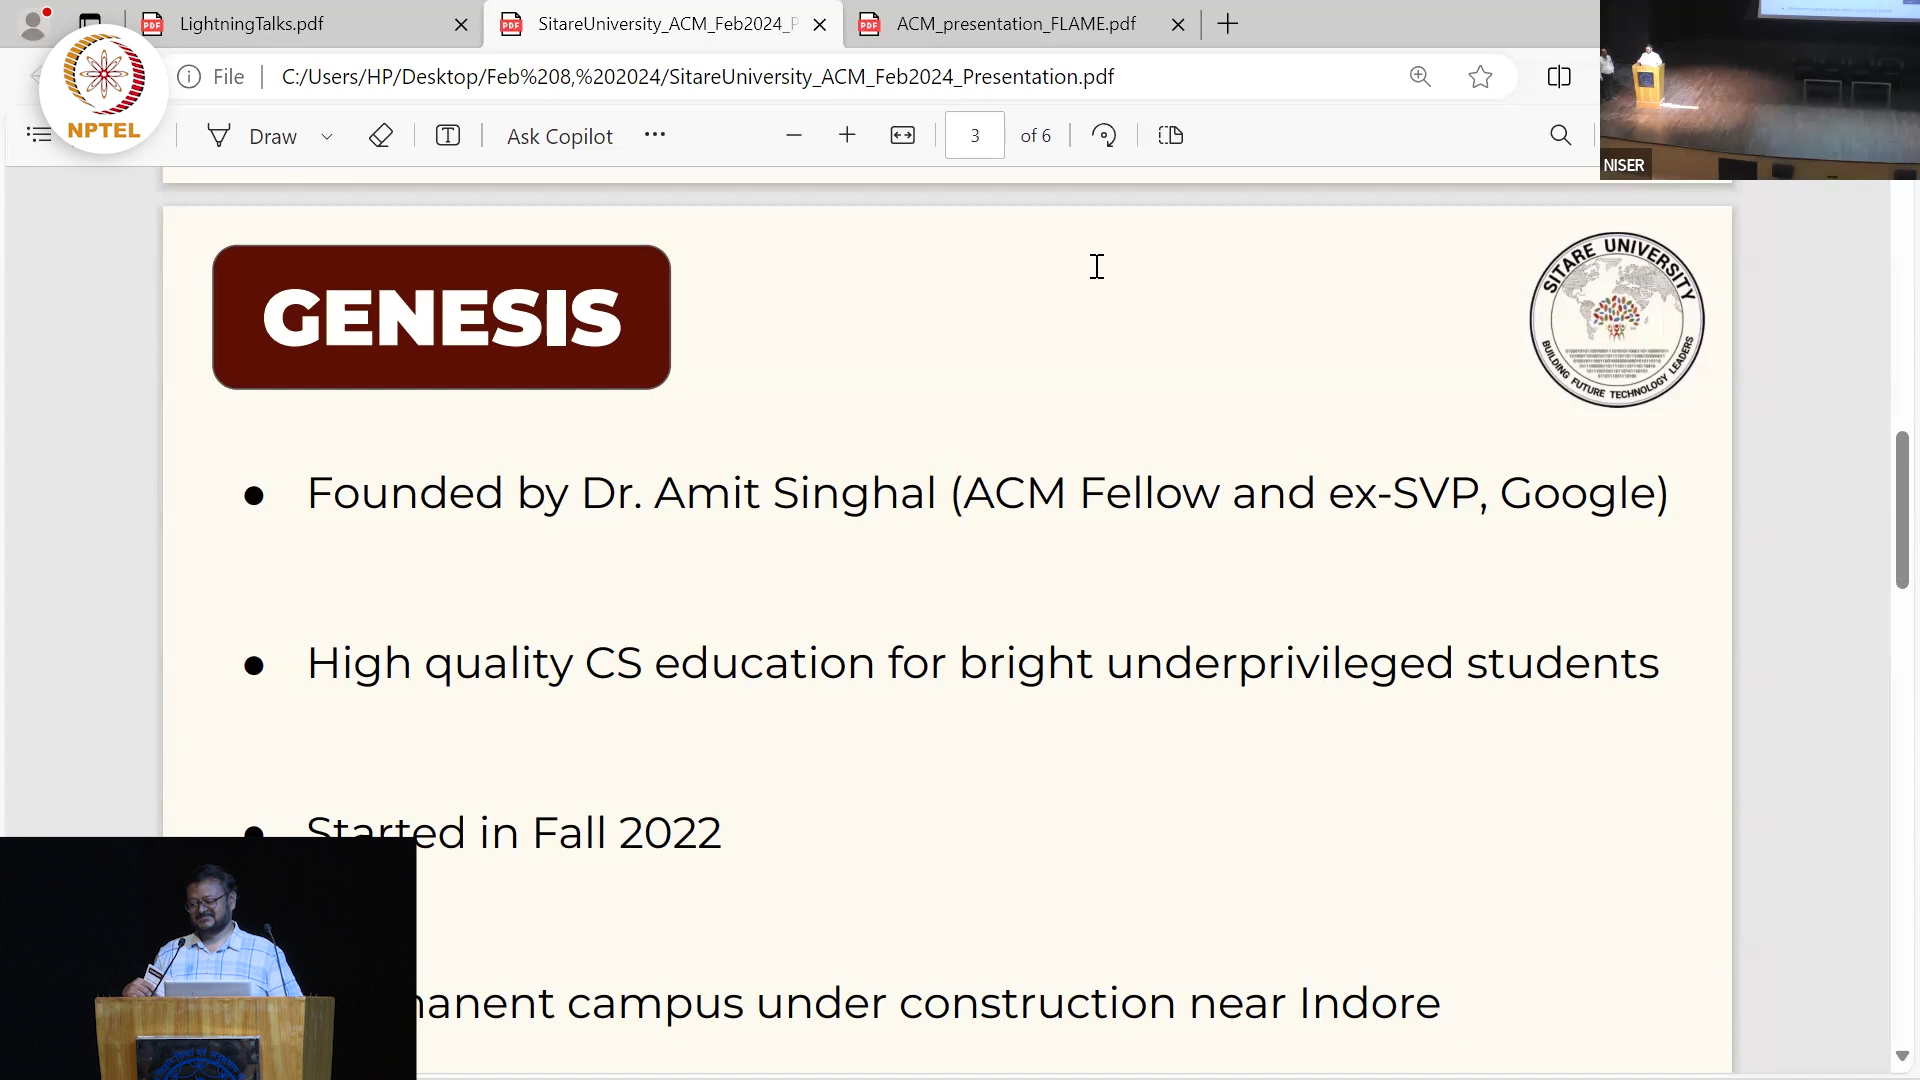 LightningTalks.pdf
SitareUniversity_ACM_Feb2024_P
ACM_presentation_FLAME.pdf
File
C:/Users/HP/Desktop/Feb%208,%202024/SitareUniversity_ACM_Feb2024_Presentation.pdf
NPTEL
Draw
Ask Copilot
3 of 6
NISER
GENESIS
SITARE UNIVERSITY
BUILDING FUTURE TECHNOLOGY LEADERS
● Founded by Dr. Amit Singhal (ACM Fellow and ex-SVP, Google)
● High quality CS education for bright underprivileged students
● Started in Fall 2022
manent campus under construction near Indore